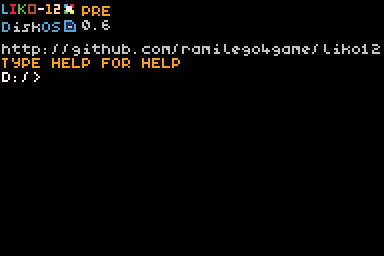 LIKO-12 PRE
DiskOS 0.6
http://github.com/ramilego4game/liko12
TYPE HELP FOR HELP
D:/>